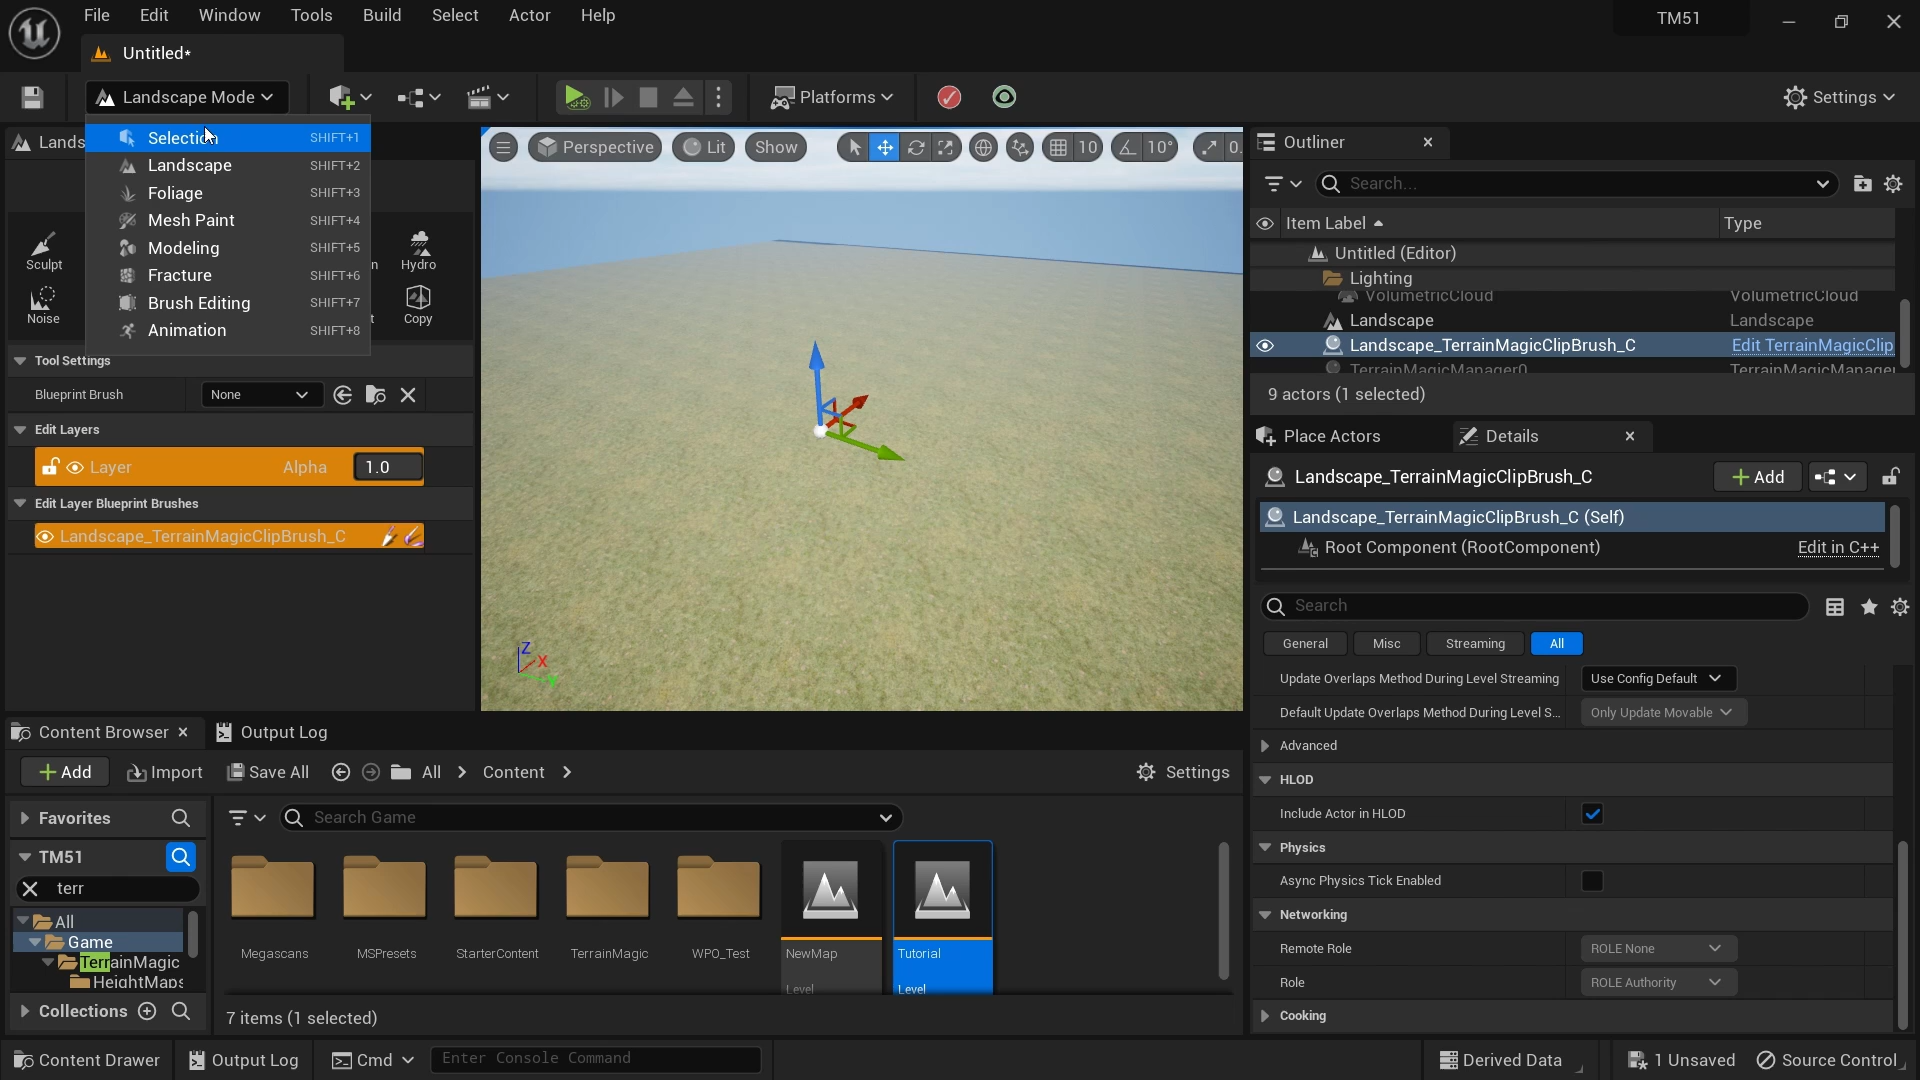 File Edit Window Tools Build Select Actor Help
TM51
Untitled*
Landscape Mode
Platforms
Settings
Lands
Selection SHIFT+1
Landscape SHIFT+2
Foliage SHIFT+3
Mesh Paint SHIFT+4
Modeling SHIFT+5
Fracture SHIFT+6
Brush Editing SHIFT+7
Animation SHIFT+8
Sculpt
n
Hydro
Noise
t
Copy
Tool Settings
Blueprint Brush None
Edit Layers
Layer Alpha 1.0
Edit Layer Blueprint Brushes
Landscape_TerrainMagicClipBrush_C
Perspective Lit Show 10 10° 0.
Z
X
Y
Outliner
Search...
Item Label Type
Untitled (Editor)
Lighting
VolumetricCloud VolumetricCloud
Landscape Landscape
Landscape_TerrainMagicClipBrush_C Edit TerrainMagicClip
TerrainMagicManager0 TerrainMagicManager
9 actors (1 selected)
Place Actors Details
Landscape_TerrainMagicClipBrush_C Add
Landscape_TerrainMagicClipBrush_C (Self)
Root Component (RootComponent) Edit in C++
Search
General Misc Streaming All
Update Overlaps Method During Level Streaming Use Config Default
Default Update Overlaps Method During Level S... Only Update Movable
Advanced
HLOD
Include Actor in HLOD
Physics
Async Physics Tick Enabled
Networking
Remote Role ROLE None
Role ROLE Authority
Cooking
Content Browser Output Log
Add Import Save All All Content Settings
Favorites
Search Game
TM51
terr
All
Game
TerrainMagic
HeightMaps
Collections
Megascans MSPresets StarterContent TerrainMagic WPO_Test NewMap Tutorial
Level Level
7 items (1 selected)
Content Drawer Output Log Cmd Enter Console Command Derived Data 1 Unsaved Source Control